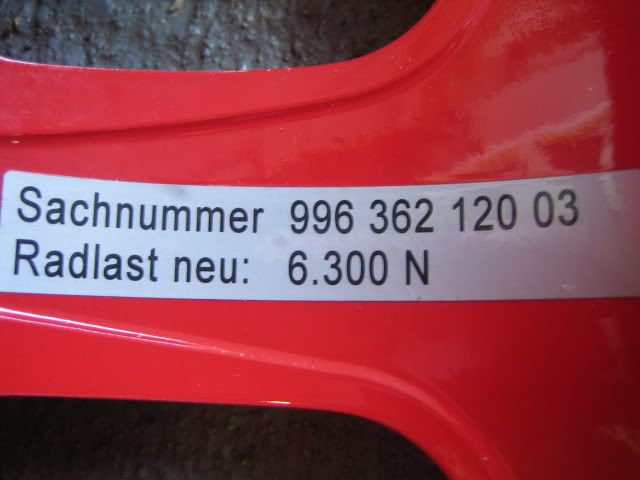 Sachnummer 996 362 120 03
Radlast neu: 6.300 N